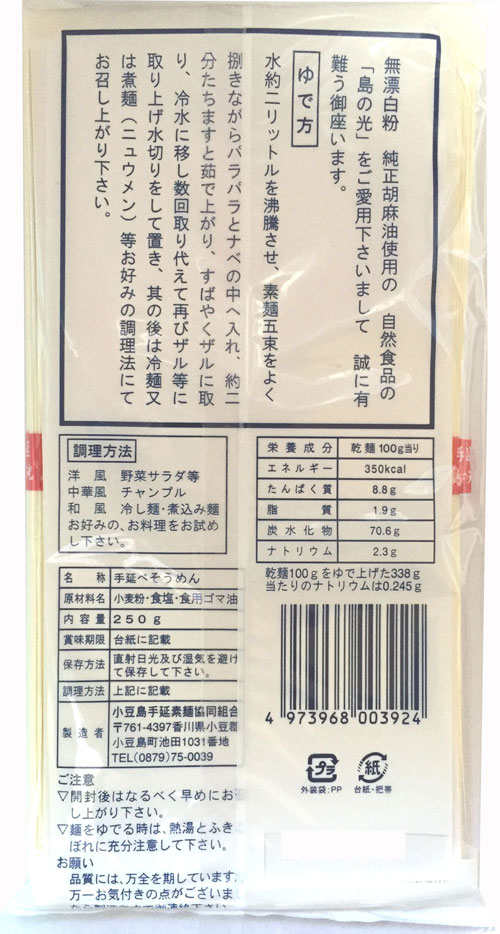 無漂白粉　純正胡麻油使用の　自然食品の
「島の光」をご愛用下さいまして　誠に有
難う御座います。
ゆで方
水約二リットルを沸騰させ、素麺五束をよく
捌きながらパラパラとナベの中へ入れ、約二
分たちますと茹で上がり、すばやくザルに取
り、冷水に移し数回取り代えて再びザル等に
取り上げ水切りをして置き、其の後は冷麺又
は煮麺（ニュウメン）等お好みの調理法にて
お召し上がり下さい。
調理方法
洋　風　野菜サラダ等
中華風　チャンプル
和　風　冷し麺・煮込み麺
お好みの、お料理をお試め
し下さい。
栄養成分　乾麺100g当り
エネルギー　350kcal
たんぱく質　8.8g
脂質　1.9g
炭水化物　70.6g
ナトリウム　2.3g
乾麺100gをゆで上げた338g
当たりのナトリウムは0.245g
名称　手延べそうめん
原材料名　小麦粉・食塩・食用ゴマ油
内容量　250g
賞味期限　台紙に記載
保存方法　直射日光及び湿気を避け
て保存して下さい。
調理方法　上記に記載
製造者　小豆島手延素麺協同組合
〒761-4397香川県小豆郡
小豆島町池田1031番地
TEL(0879)75-0039
4 973968 003924
プラ
外装袋:PP
紙
台紙・把帯
ご注意
▽開封後はなるべく早めにお
し上がり下さい。
▽麺をゆでる時は、熱湯とふき
ぼれに充分注意して下さい。
お願い
品質には、万全を期しています
万一お気付きの点がございま